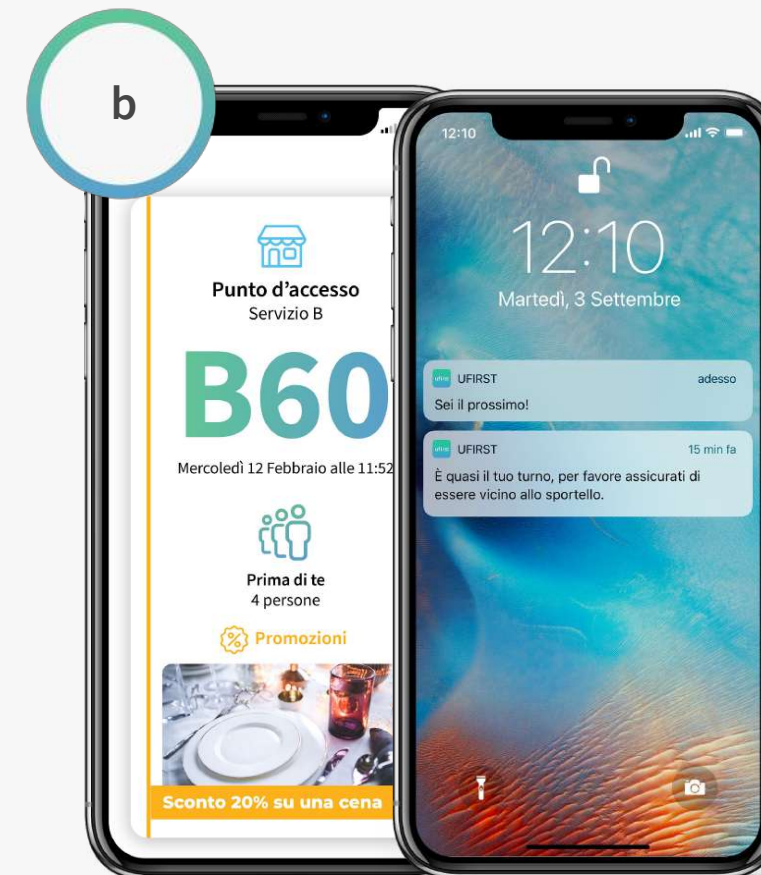 b
Punto d'accesso
Servizio B
B60
Mercoledì 12 Febbraio alle 11:52
Prima di te
4 persone
Promozioni
Sconto 20% su una cena
12:10
12:10
Martedì, 3 Settembre
ufirst UFIRST adesso
Sei il prossimo!
ufirst UFIRST 15 min fa
È quasi il tuo turno, per favore assicurati di
essere vicino allo sportello.